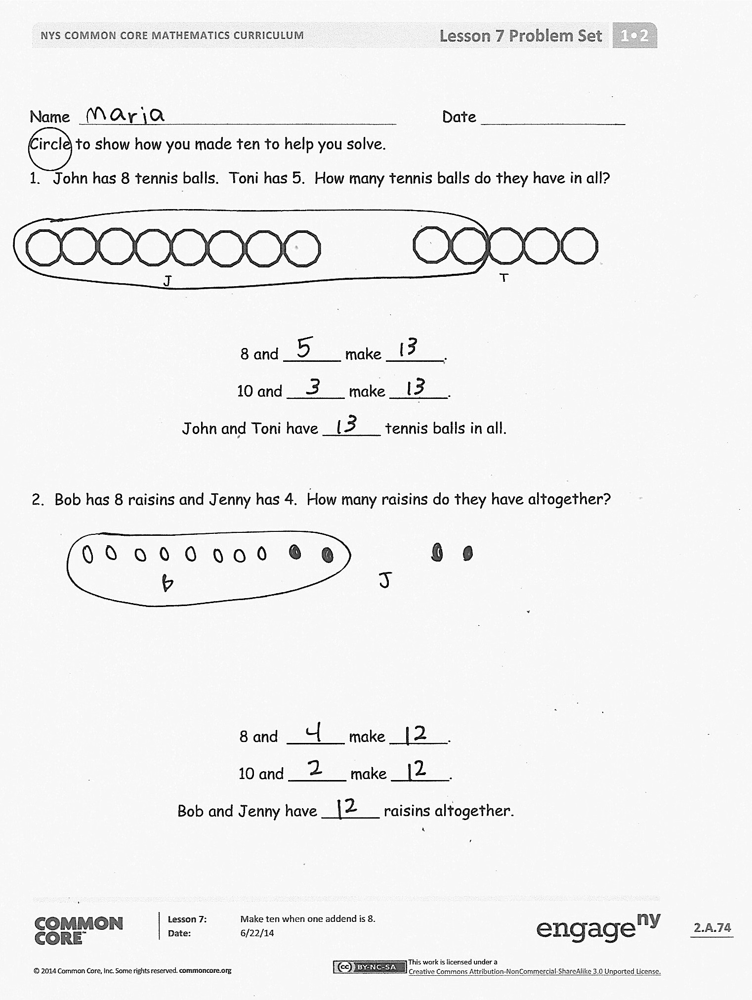 NYS COMMON CORE MATHEMATICS CURRICULUM Lesson 7 Problem Set 1•2
Name Maria Date
Circle to show how you made ten to help you solve.
1. John has 8 tennis balls. Toni has 5. How many tennis balls do they have in all?
J T
8 and 5 make 13.
10 and 3 make 13.
John and Toni have 13 tennis balls in all.
2. Bob has 8 raisins and Jenny has 4. How many raisins do they have altogether?
B J
8 and 4 make 12.
10 and 2 make 12.
Bob and Jenny have 12 raisins altogether.
COMMON CORE™
Lesson 7: Make ten when one addend is 8.
Date: 6/22/14
engageny 2.A.74
© 2014 Common Core, Inc. Some rights reserved. commoncore.org
cc BY-NC-SA
This work is licensed under a
Creative Commons Attribution-NonCommercial-ShareAlike 3.0 Unported License.